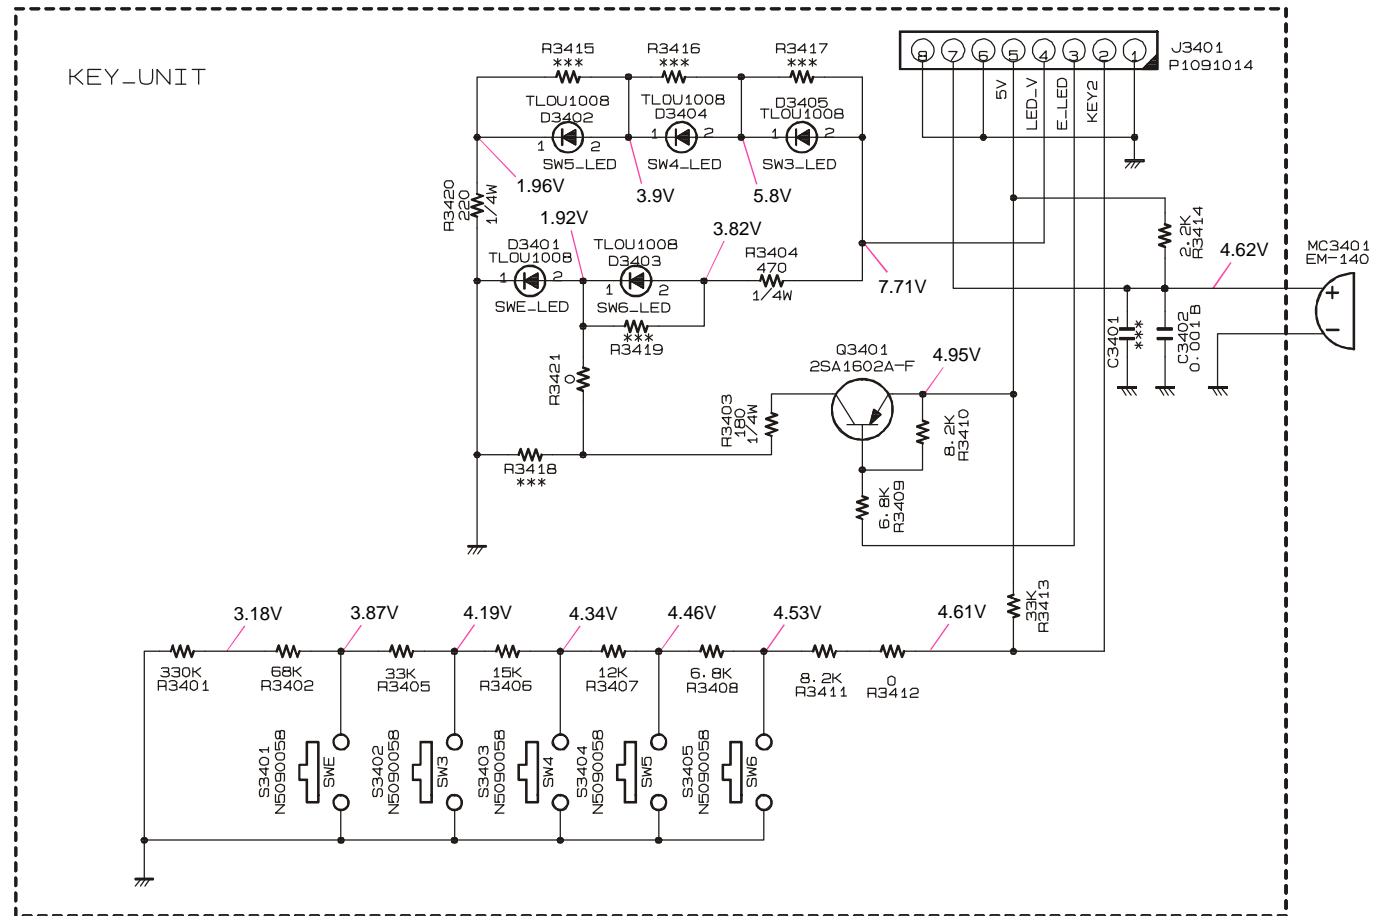 KEY_UNIT
R3415
***
R3416
***
R3417
***
8 7 6 5 4 3 2 1
J3401
P1091014
5V
LED_V
E_LED
KEY2
TLOU1008
D3402
1 2
SW5_LED
TLOU1008
D3404
1 2
SW4_LED
D3405
TLOU1008
1 2
SW3_LED
1.96V
3.9V
5.8V
R3420
220
1/4W
1.92V
3.82V
D3401
TLOU1008
1 2
SWE_LED
TLOU1008
D3403
1 2
SW6_LED
R3404
470
1/4W
7.71V
***
R3419
R3421
0
2.2K
R3414
4.62V
MC3401
EM-140
+
−
C3401
***
C3402
0.001B
Q3401
2SA1602A-F
4.95V
R3403
180
1/4W
8.2K
R3410
R3418
***
6.8K
R3409
33K
R3413
3.18V
3.87V
4.19V
4.34V
4.46V
4.53V
4.61V
330K
R3401
68K
R3402
33K
R3405
15K
R3406
12K
R3407
6.8K
R3408
8.2K
R3411
0
R3412
S3401
N5090058
SWE
S3402
N5090058
SW3
S3403
N5090058
SW4
S3404
N5090058
SW5
S3405
N5090058
SW6